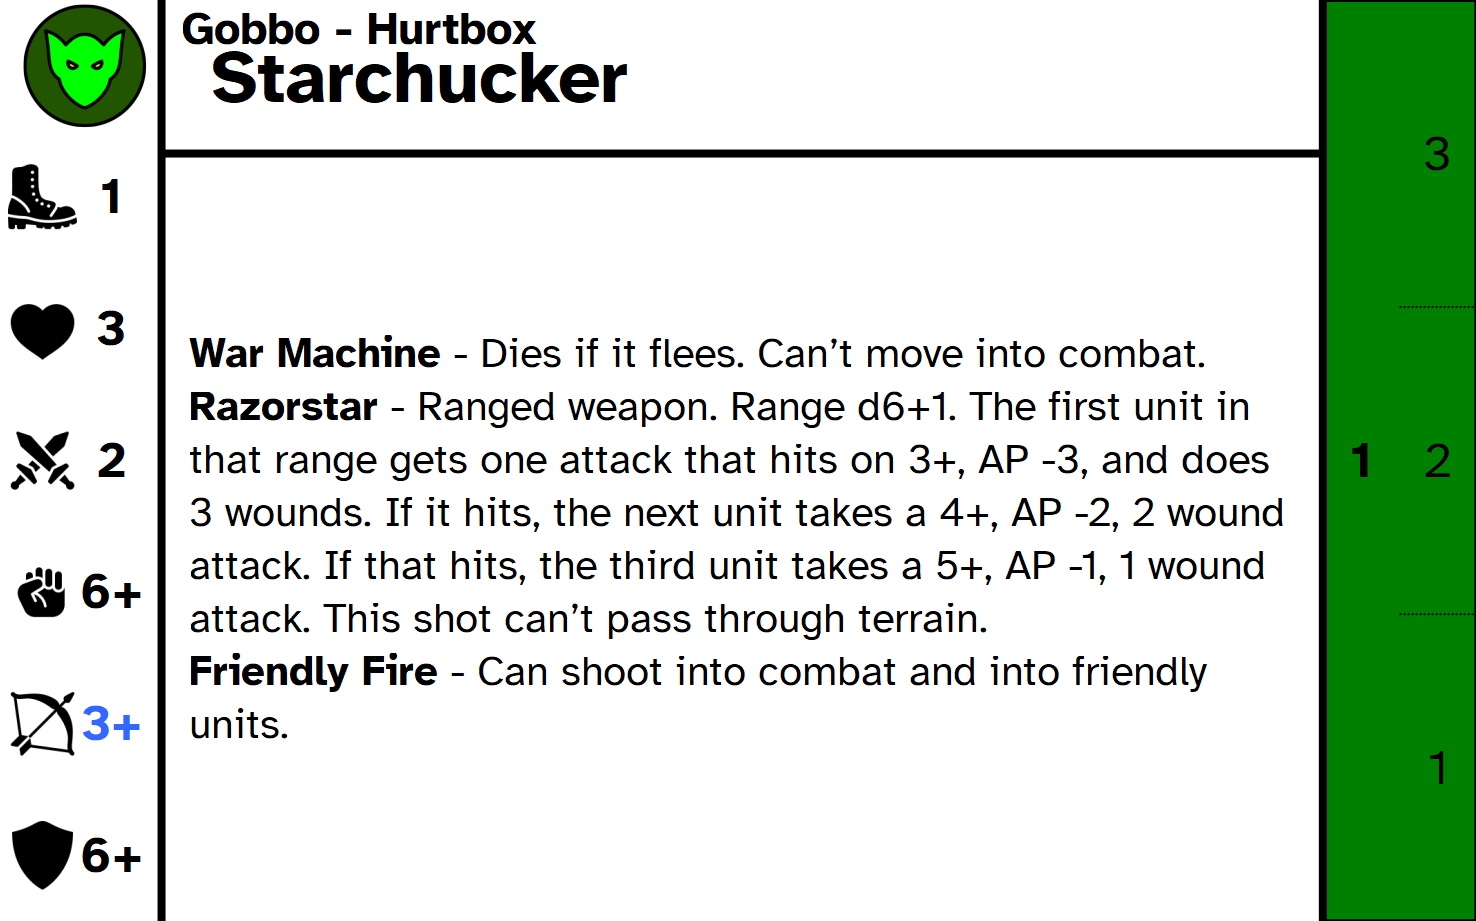 Gobbo - Hurtbox
Starchucker
1
3
2
6+
3+
6+
War Machine - Dies if it flees. Can’t move into combat.
Razorstar - Ranged weapon. Range d6+1. The first unit in
that range gets one attack that hits on 3+, AP -3, and does
3 wounds. If it hits, the next unit takes a 4+, AP -2, 2 wound
attack. If that hits, the third unit takes a 5+, AP -1, 1 wound
attack. This shot can’t pass through terrain.
Friendly Fire - Can shoot into combat and into friendly
units.
3
1 2
1